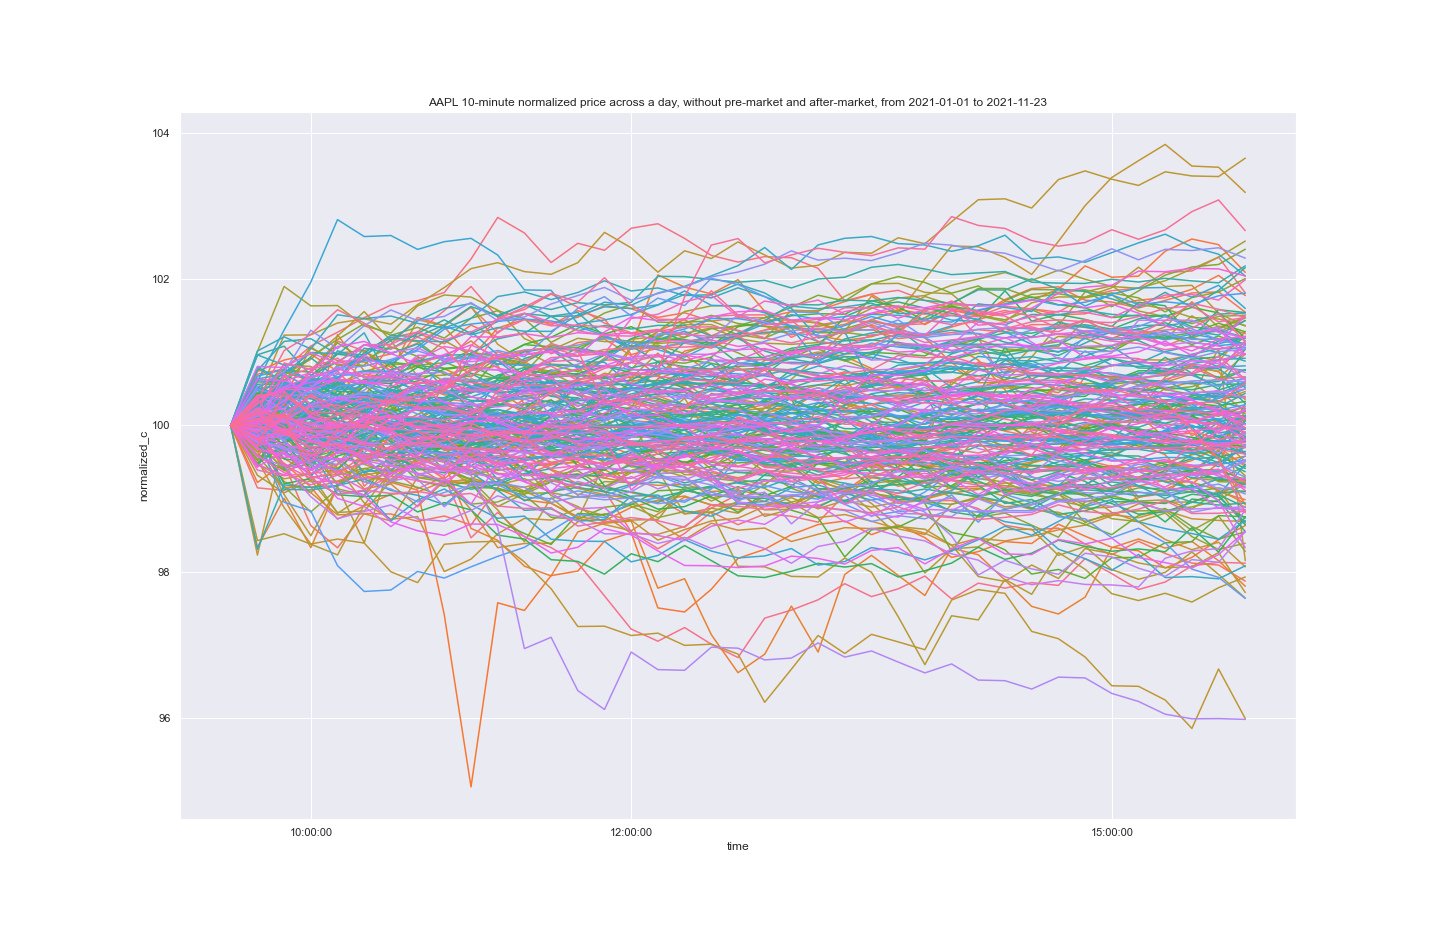 AAPL 10-minute normalized price across a day, without pre-market and after-market, from 2021-01-01 to 2021-11-23
104
102
100
98
96
normalized_c
10:00:00
12:00:00
15:00:00
time